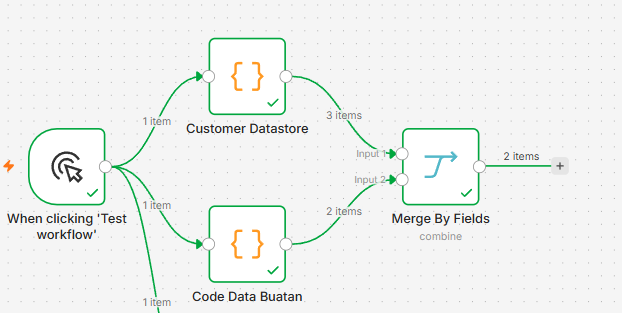 {}
Customer Datastore
1 item
3 items
When clicking 'Test
workflow'
1 item
Input 1
Input 2
2 items
Merge By Fields
combine
+
{}
2 items
Code Data Buatan
1 item